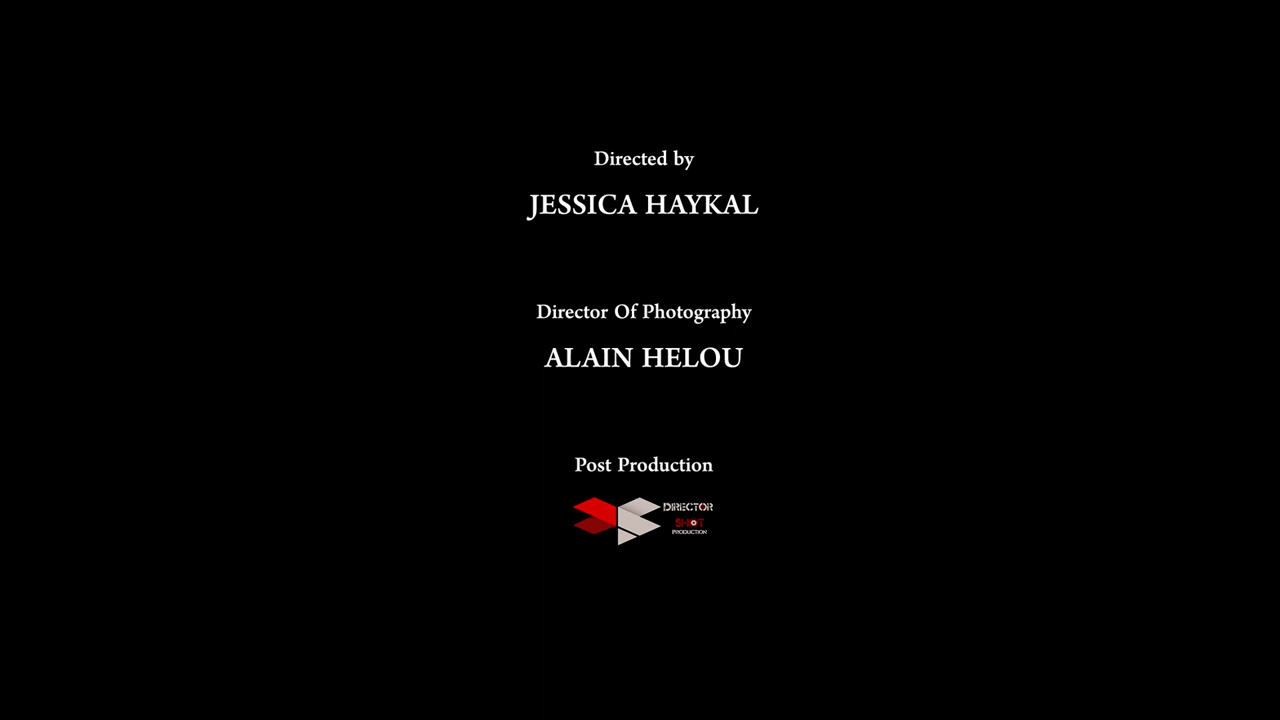 Directed by
JESSICA HAYKAL
Director Of Photography
ALAIN HELOU
Post Production
DIRECTOR
SHOT
PRODUCTION